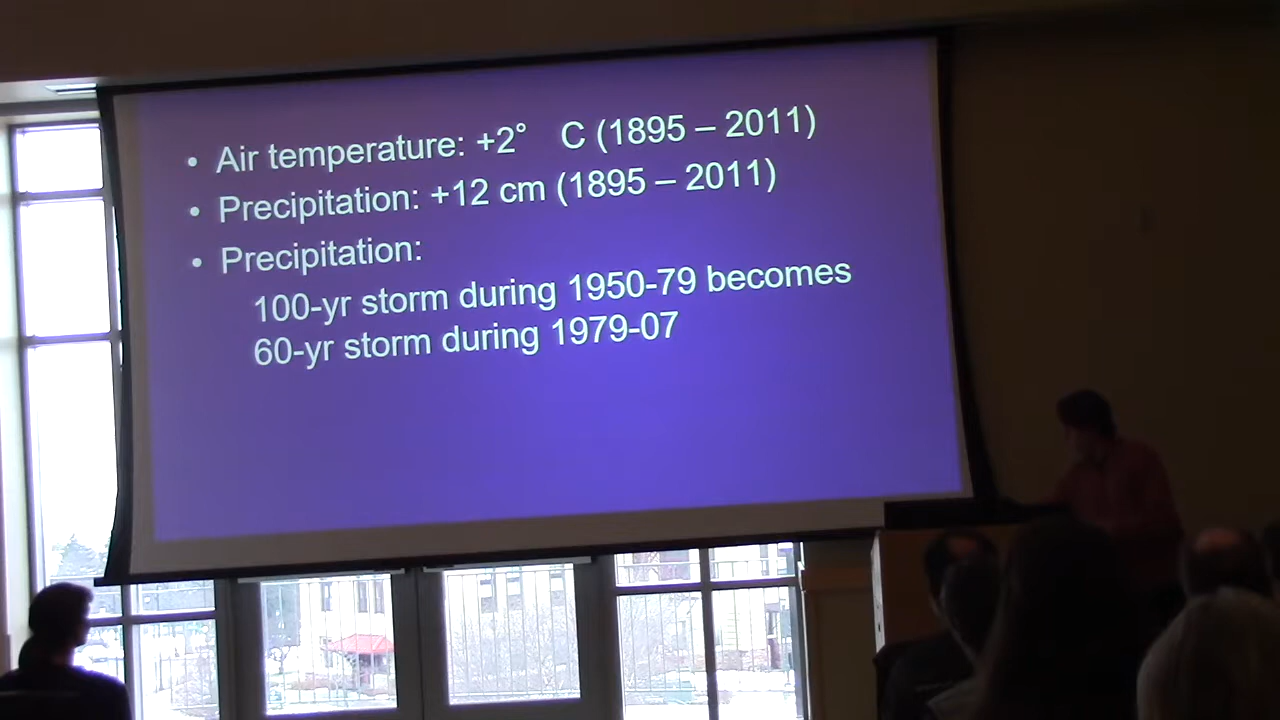 • Air temperature: +2° C (1895 – 2011)
• Precipitation: +12 cm (1895 – 2011)
• Precipitation:
100-yr storm during 1950-79 becomes
60-yr storm during 1979-07